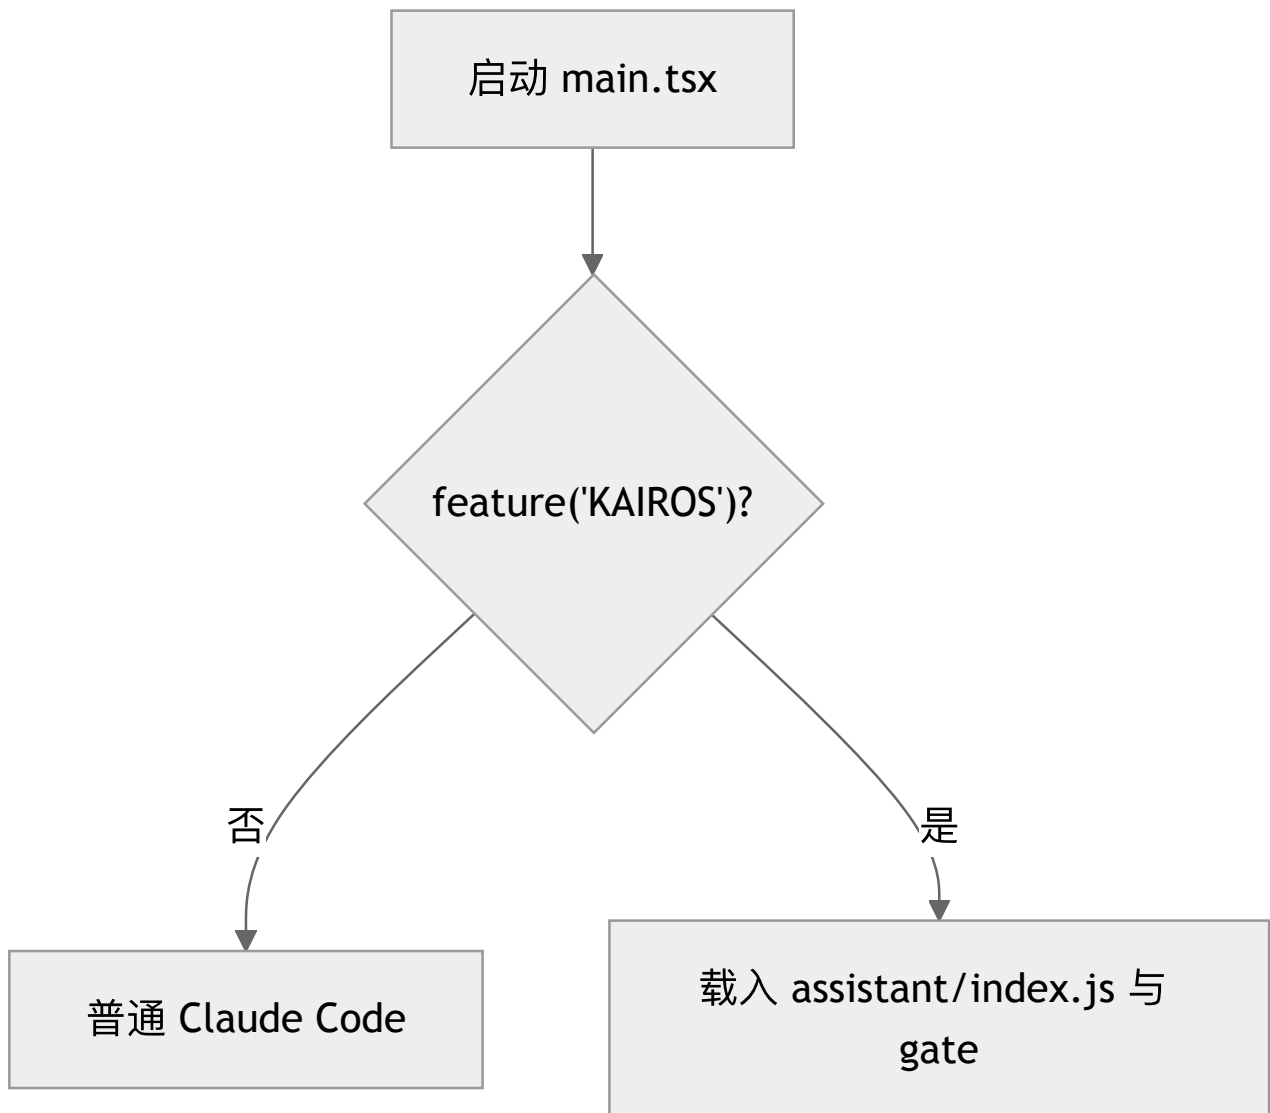 启动 main.tsx
feature('KAIROS')?
否
是
普通 Claude Code
载入 assistant/index.js 与
gate